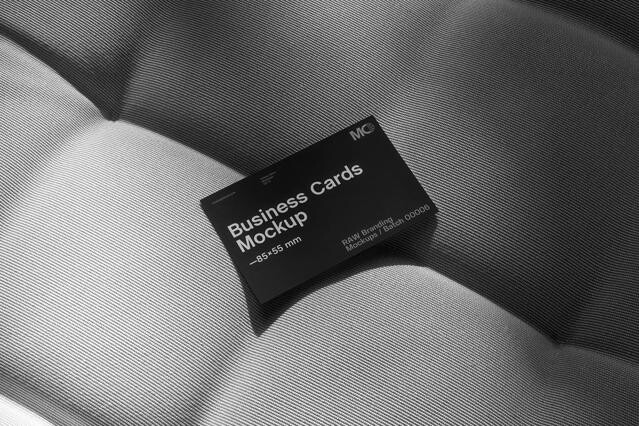 MC
Business Cards
Mockup
—85×55 mm
RAW Branding
Mockups / Batch 00006